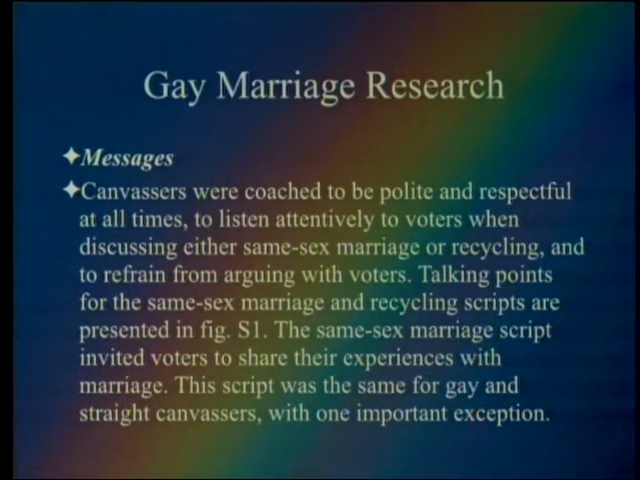 Gay Marriage Research
Messages
Canvassers were coached to be polite and respectful
at all times, to listen attentively to voters when
discussing either same-sex marriage or recycling, and
to refrain from arguing with voters. Talking points
for the same-sex marriage and recycling scripts are
presented in fig. S1. The same-sex marriage script
invited voters to share their experiences with
marriage. This script was the same for gay and
straight canvassers, with one important exception.